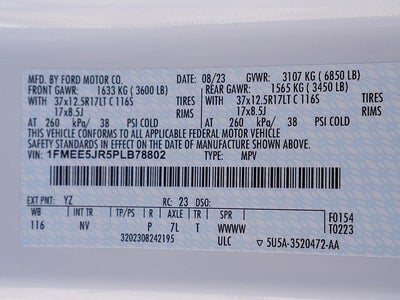 MFD. BY FORD MOTOR CO. 08/23 GVWR: 3107 KG ( 6850 LB)
FRONT GAWR: 1633 KG ( 3600 LB) REAR GAWR: 1565 KG ( 3450 LB)
WITH 37x12.5R17LT C 116S TIRES WITH 37x12.5R17LT C 116S TIRES
17x8.5J RIMS 17x8.5J RIMS
AT 260 kPa/ 38 PSI COLD AT 260 kPa/ 38 PSI COLD
THIS VEHICLE CONFORMS TO ALL APPLICABLE FEDERAL MOTOR VEHICLE
SAFETY STANDARDS IN EFFECT ON THE DATE OF MANUFACTURE SHOWN ABOVE.
VIN: 1FMEE5JR5PLB78802 TYPE: MPV
EXT PNT: YZ RC: 23 DSO:
WB INT TR TP/PS R AXLE TR SPR F0154
116 NV P 7L T WWWW T0223
3202308242195 ULC 5U5A-3520472-AA